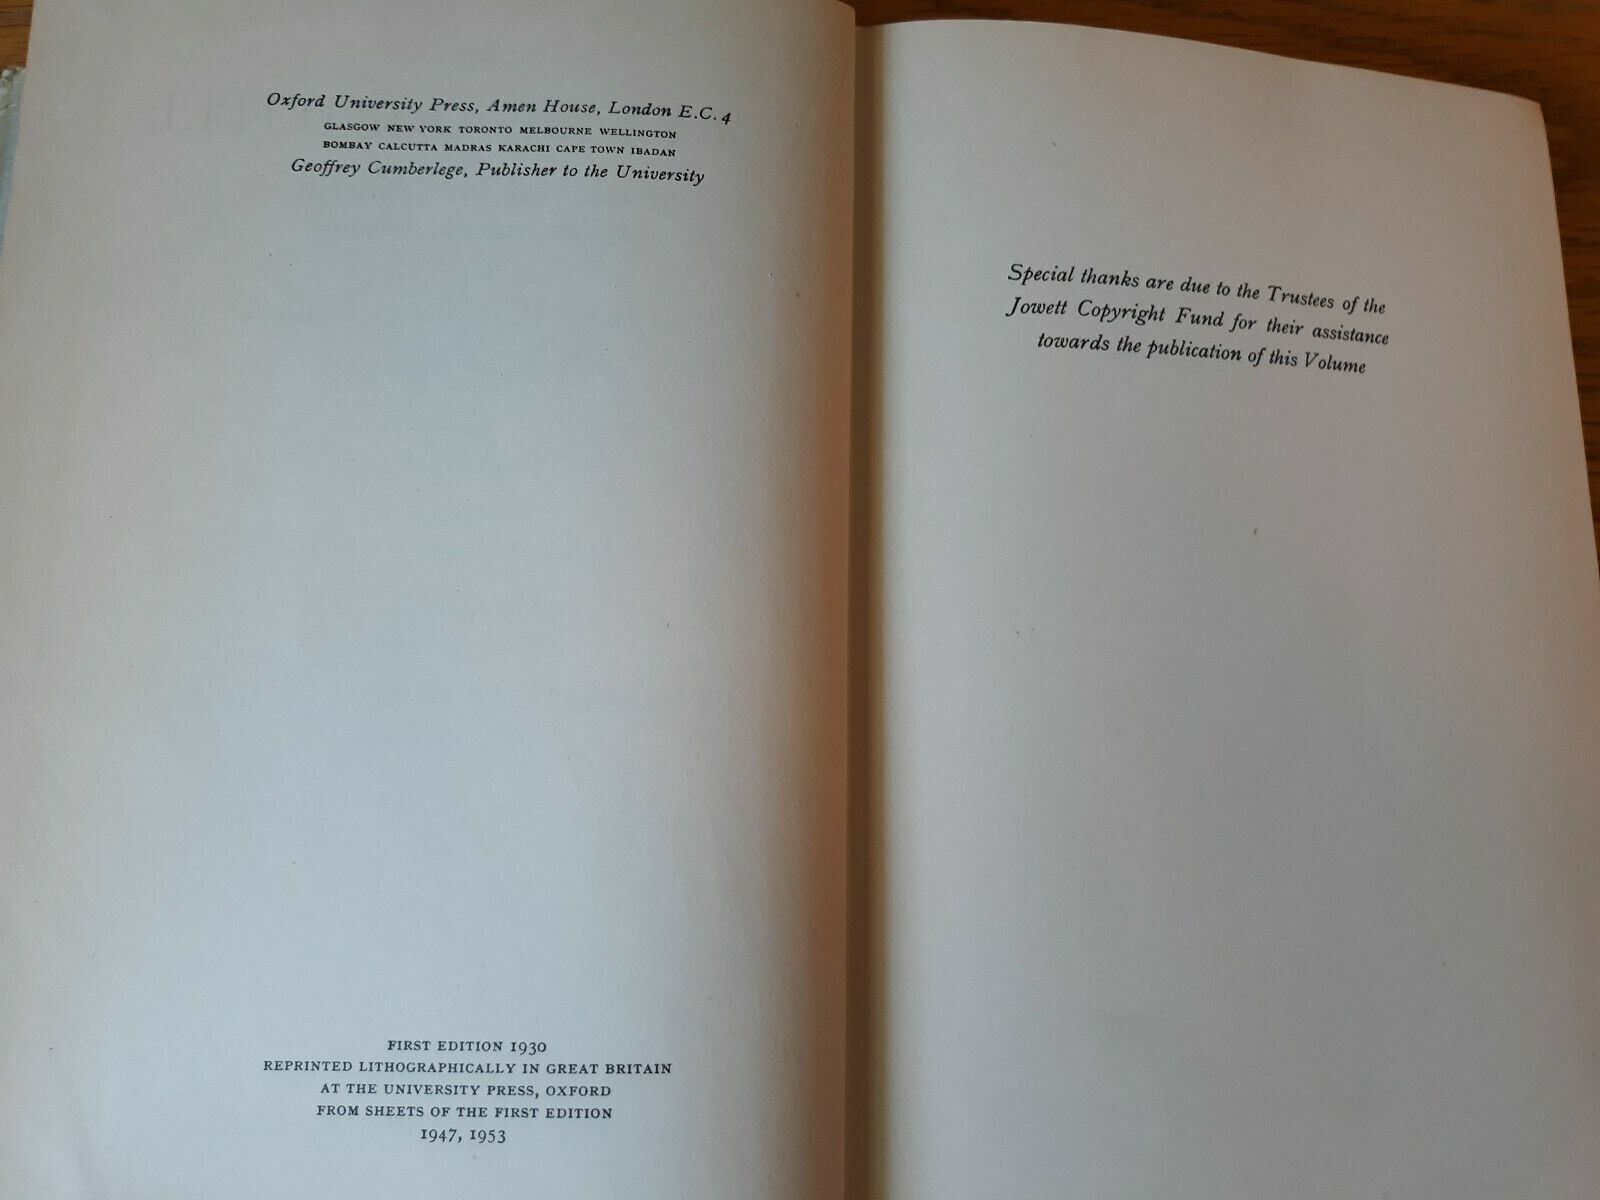 Oxford University Press, Amen House, London E.C. 4
GLASGOW NEW YORK TORONTO MELBOURNE WELLINGTON
BOMBAY CALCUTTA MADRAS KARACHI CAPE TOWN IBADAN
Geoffrey Cumberlege, Publisher to the University
FIRST EDITION 1930
REPRINTED LITHOGRAPHICALLY IN GREAT BRITAIN
AT THE UNIVERSITY PRESS, OXFORD
FROM SHEETS OF THE FIRST EDITION
1947, 1953
Special thanks are due to the Trustees of the
Jowett Copyright Fund for their assistance
towards the publication of this Volume